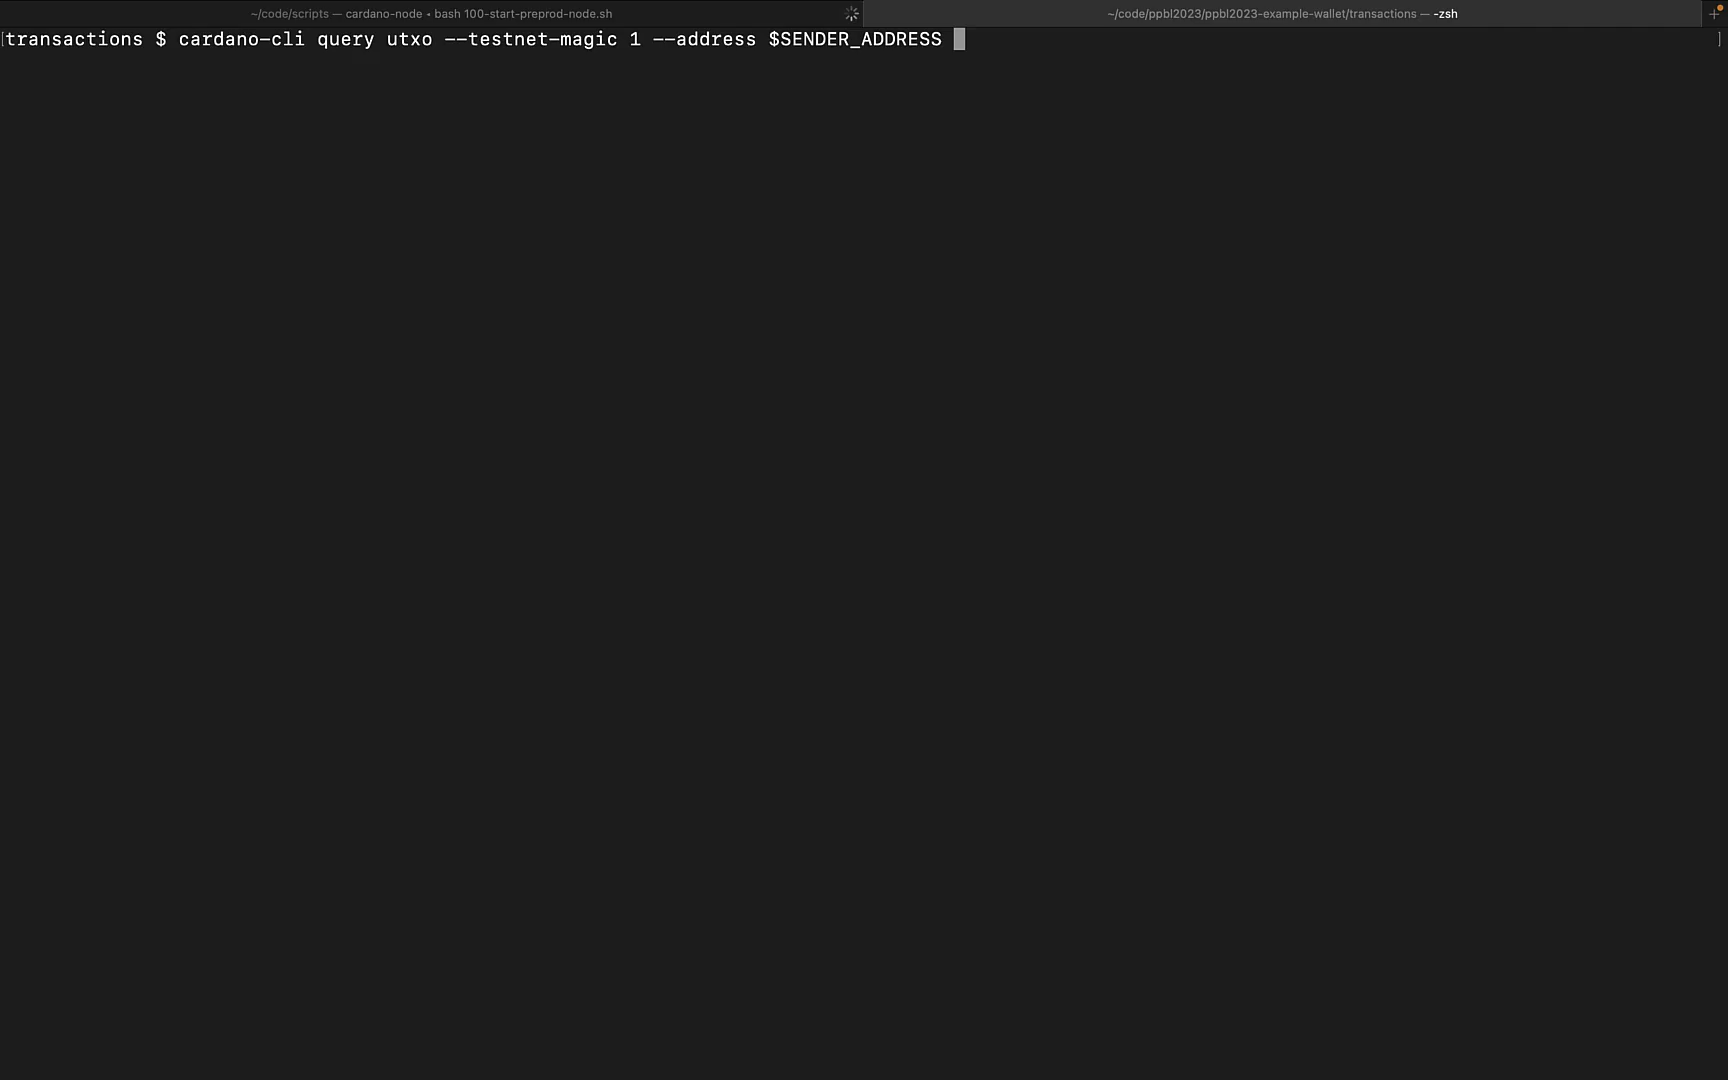 ~/code/scripts — cardano-node • bash 100-start-preprod-node.sh
~/code/ppbl2023/ppbl2023-example-wallet/transactions — -zsh
[transactions $ cardano-cli query utxo --testnet-magic 1 --address $SENDER_ADDRESS ]